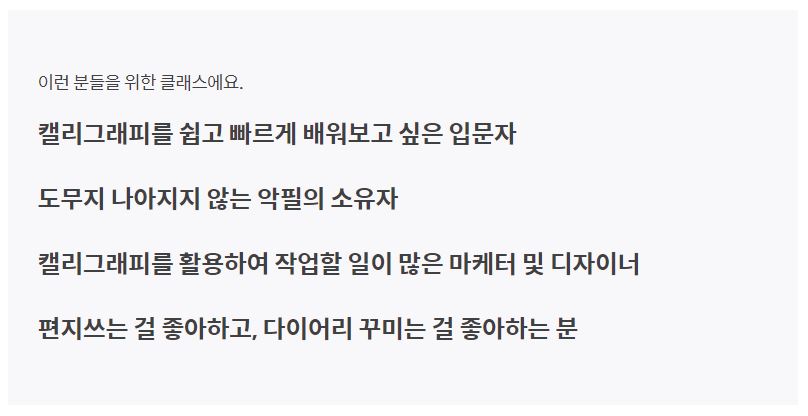 이런 분들을 위한 클래스에요.
캘리그래피를 쉽고 빠르게 배워보고 싶은 입문자
도무지 나아지지 않는 악필의 소유자
캘리그래피를 활용하여 작업할 일이 많은 마케터 및 디자이너
편지쓰는 걸 좋아하고, 다이어리 꾸미는 걸 좋아하는 분